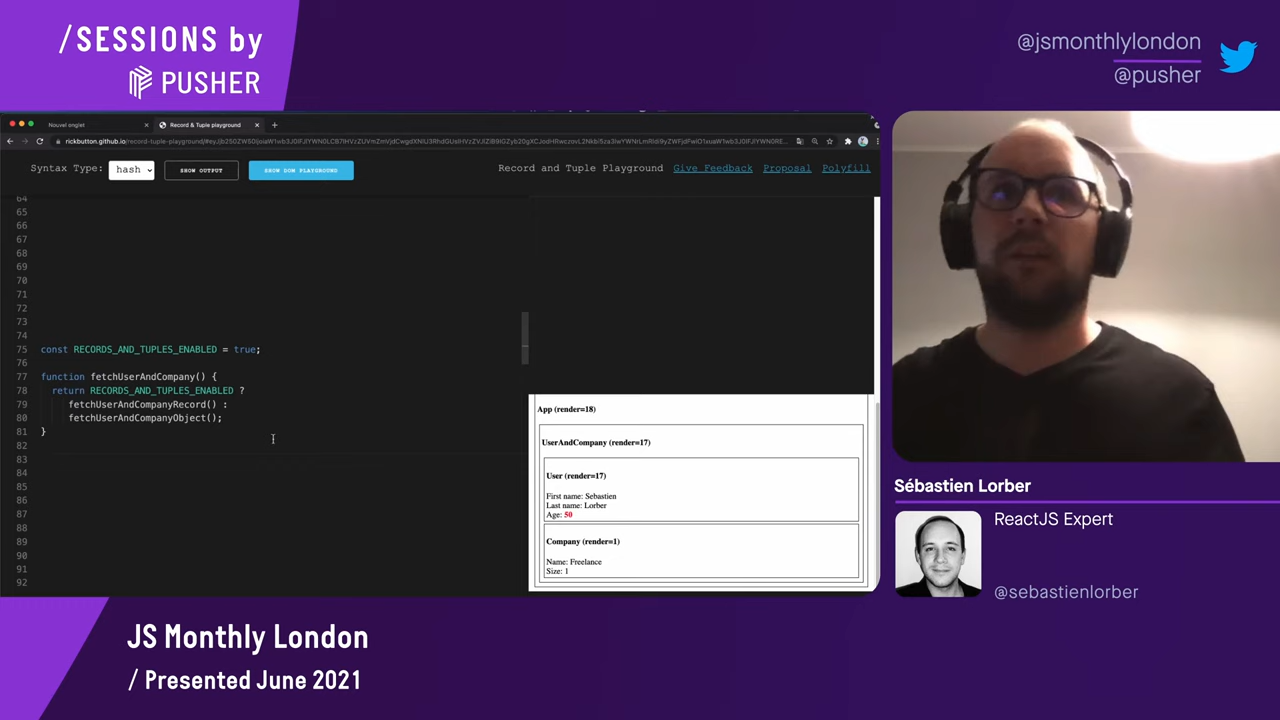 /SESSIONS by
PUSHER
@jsmonthlylondon
@pusher
Nouvel onglet
Record & Tuple playground
Syntax Type:
hash
SHOW OUTPUT
SHOW DOM PLAYGROUND
Record and Tuple Playground
Give Feedback
Proposal
Polyfill
64
65
66
67
68
69
70
71
72
73
74
75 const RECORDS_AND_TUPLES_ENABLED = true;
76
77 function fetchUserAndCompany() {
78 return RECORDS_AND_TUPLES_ENABLED ?
79 fetchUserAndCompanyRecord() :
80 fetchUserAndCompanyObject();
81 }
82
83
84
85
86
87
88
89
90
91
92
App (render=18)
UserAndCompany (render=17)
User (render=17)
First name: Sebastien
Last name: Lorber
Age: 50
Company (render=1)
Name: Freelance
Size: 1
Sébastien Lorber
ReactJS Expert
@sebastienlorber
JS Monthly London
/ Presented June 2021